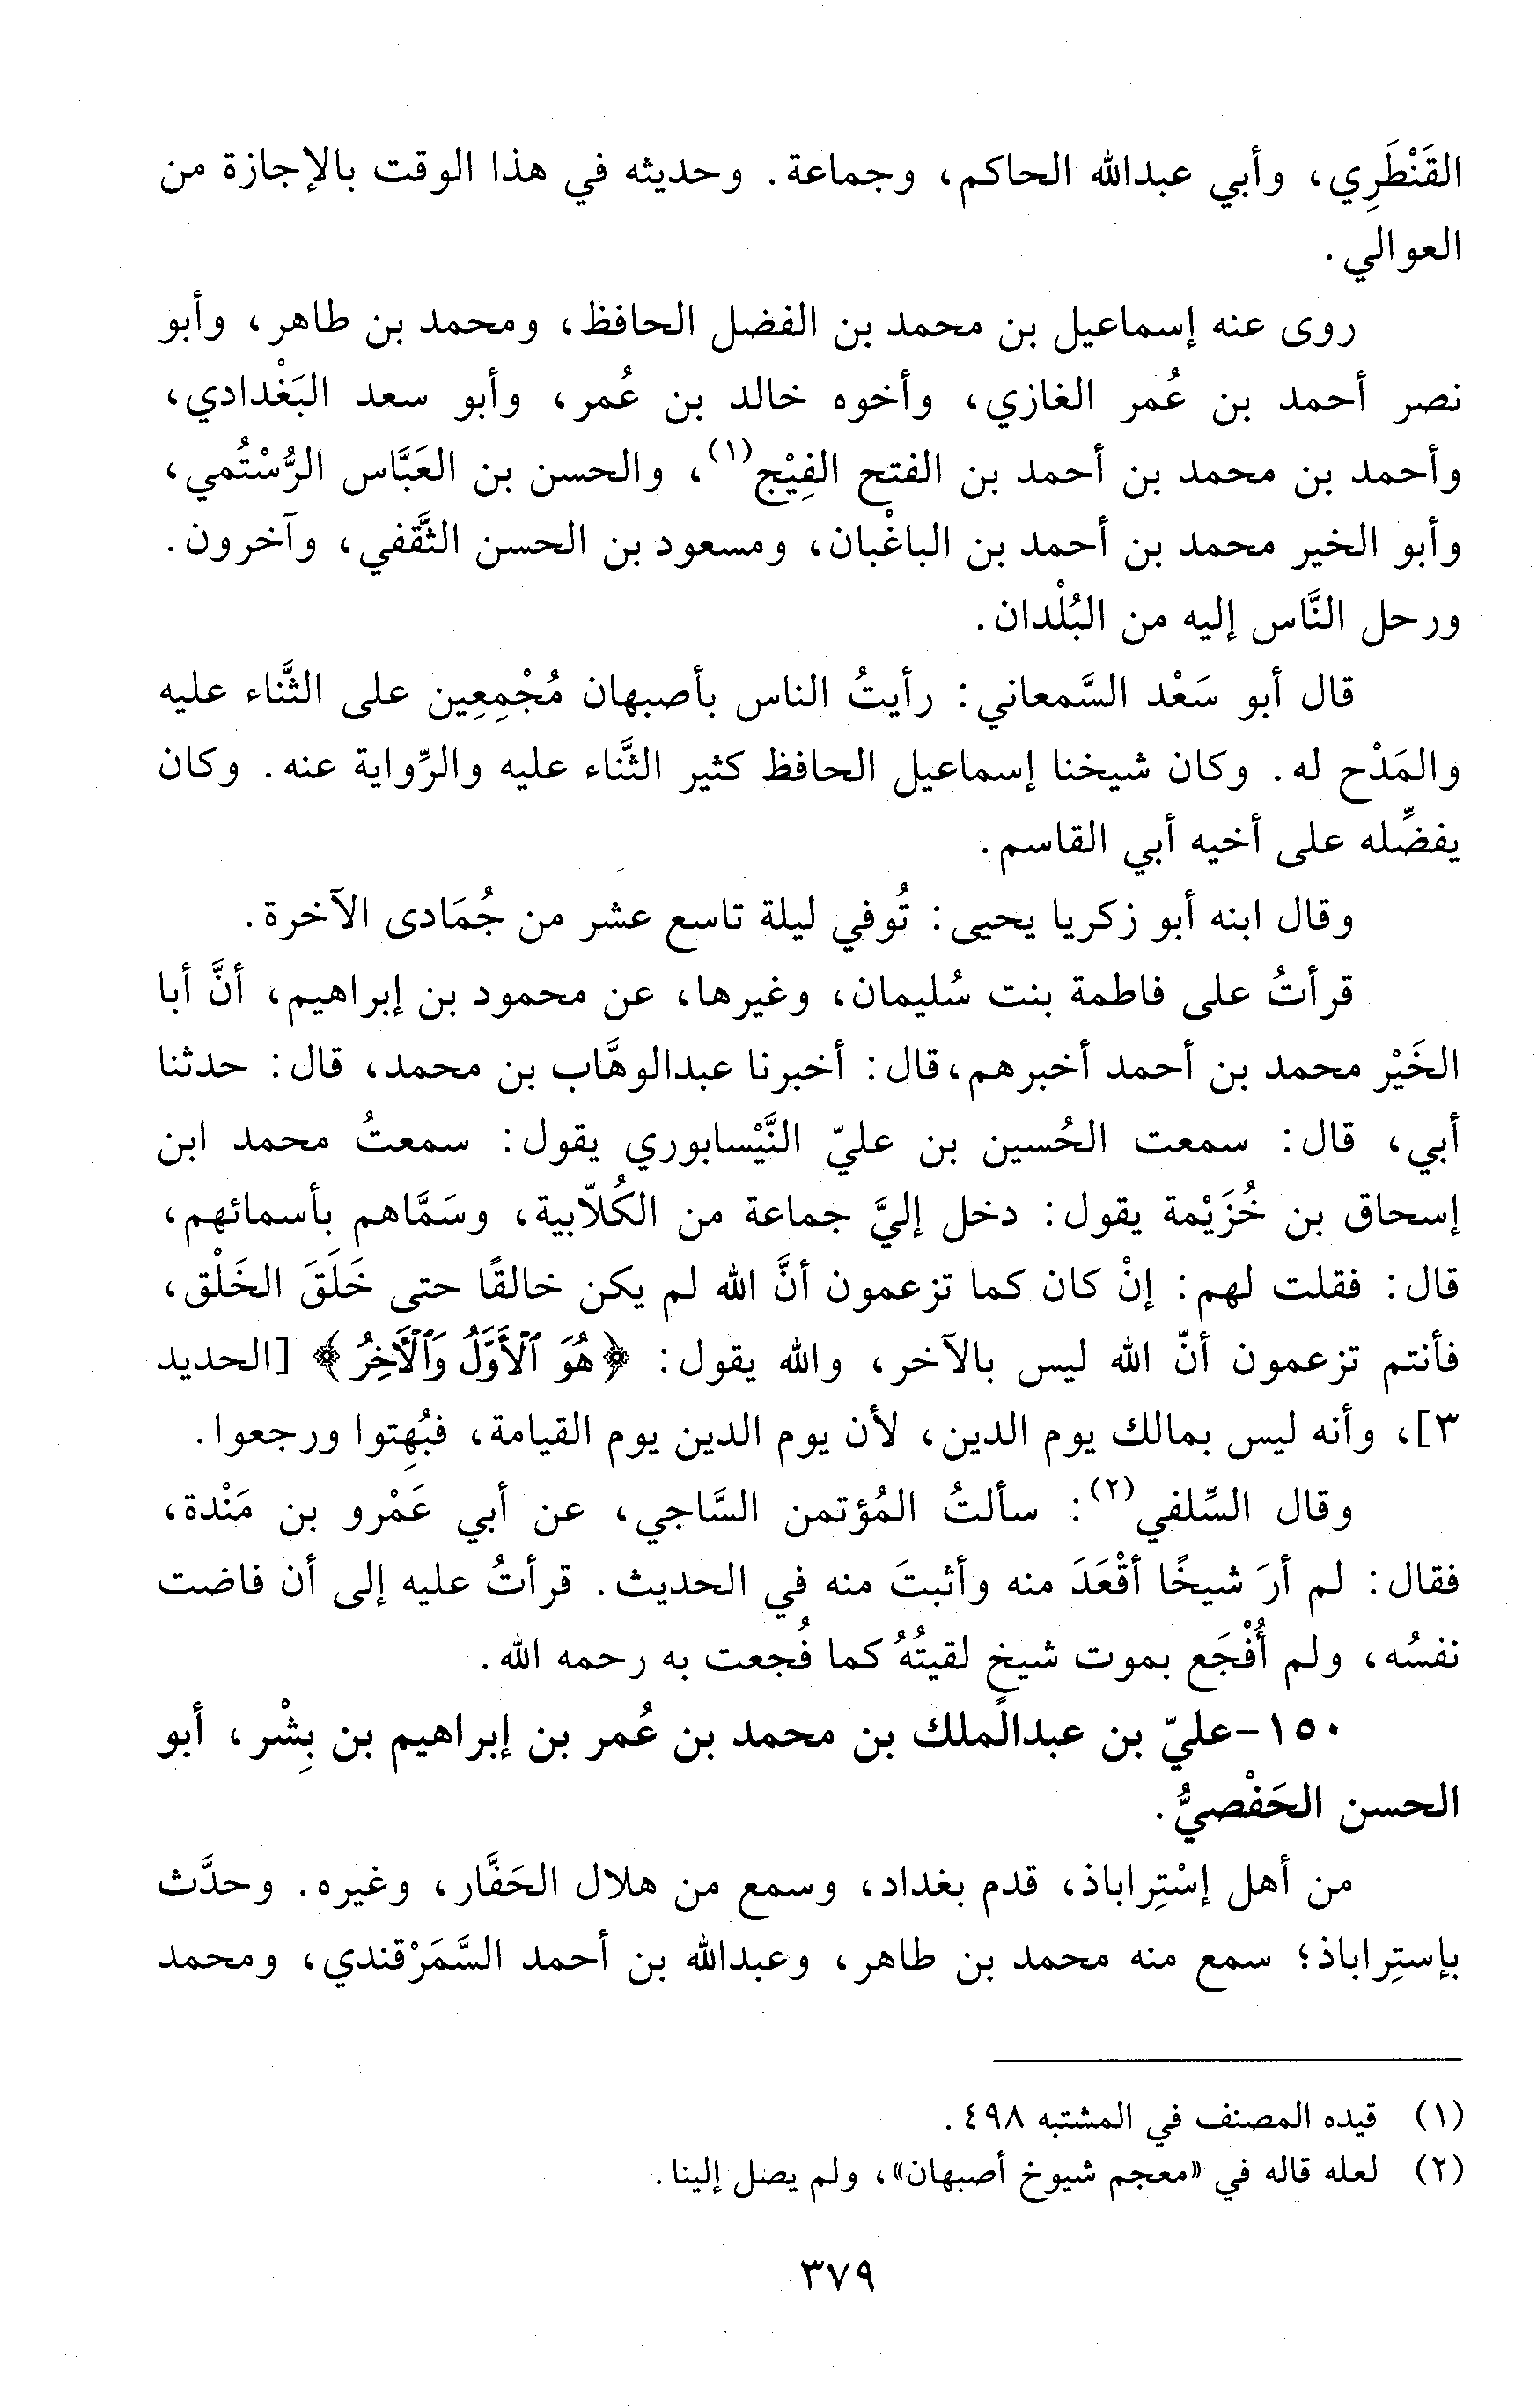 القَنْطَرِي، وأبي عبدالله الحاكم، وجماعة. وحديثه في هذا الوقت بالإجازة من
العوالي.
روى عنه إسماعيل بن محمد بن الفضل الحافظ، ومحمد بن طاهر، وأبو
نصر أحمد بن عُمر الغازي، وأخوه خالد بن عُمر، وأبو سعد البَغْدادي،
وأحمد بن محمد بن أحمد بن الفتح الفِيْج(١)، والحسن بن العَبَّاس الرُّسْتُمي،
وأبو الخير محمد بن أحمد بن الباغْبان، ومسعود بن الحسن الثَّقفي، وآخرون.
ورحل النَّاس إليه من البُلْدان.
قال أبو سَعْد السَّمعاني: رأيتُ الناس بأصبهان مُجْمِعِين على الثَّناء عليه
والمَدْح له. وكان شيخنا إسماعيل الحافظ كثير الثَّناء عليه والرِّواية عنه. وكان
يفضِّله على أخيه أبي القاسم.
وقال ابنه أبو زكريا يحيى: تُوفي ليلة تاسع عشر من جُمَادى الآخرة.
قرأتُ على فاطمة بنت سُليمان، وغيرها، عن محمود بن إبراهيم، أنَّ أبا
الخَيْر محمد بن أحمد أخبرهم، قال: أخبرنا عبدالوهَّاب بن محمد، قال: حدثنا
أبي، قال: سمعت الحُسين بن عليّ النَّيْسابوري يقول: سمعتُ محمد ابن
إسحاق بن خُزَيْمة يقول: دخل إليَّ جماعة من الكُلاّبية، وسَمَّاهم بأسمائهم،
قال: فقلت لهم: إنْ كان كما تزعمون أنَّ الله لم يكن خالقًا حتى خَلَقَ الخَلْق،
فأنتم تزعمون أنّ الله ليس بالآخر، والله يقول: ﴿هُوَ ٱلْأَوَّلُ وَٱلْآخِرُ﴾ [الحديد
٣]، وأنه ليس بمالك يوم الدين، لأن يوم الدين يوم القيامة، فبُهِتوا ورجعوا.
وقال السِّلفي(٢): سألتُ المُؤتمن السَّاجي، عن أبي عَمْرو بن مَنْدة،
فقال: لم أرَ شيخًا أقْعَدَ منه وأثبتَ منه في الحديث. قرأتُ عليه إلى أن فاضت
نفسُه، ولم أُفْجَع بموت شيخ لقيتُهُ كما فُجعت به رحمه الله.
١٥٠- عليّ بن عبدالملك بن محمد بن عُمر بن إبراهيم بن بِشْر، أبو
الحسن الحَفْصيُّ.
من أهل إسْتِراباذ، قدم بغداد، وسمع من هلال الحَفَّار، وغيره. وحدَّث
بإستِراباذ؛ سمع منه محمد بن طاهر، وعبدالله بن أحمد السَّمَرْقندي، ومحمد
(١) قيده المصنف في المشتبه ٤٩٨.
(٢) لعله قاله في «معجم شيوخ أصبهان»، ولم يصل إلينا.
٣٧٩